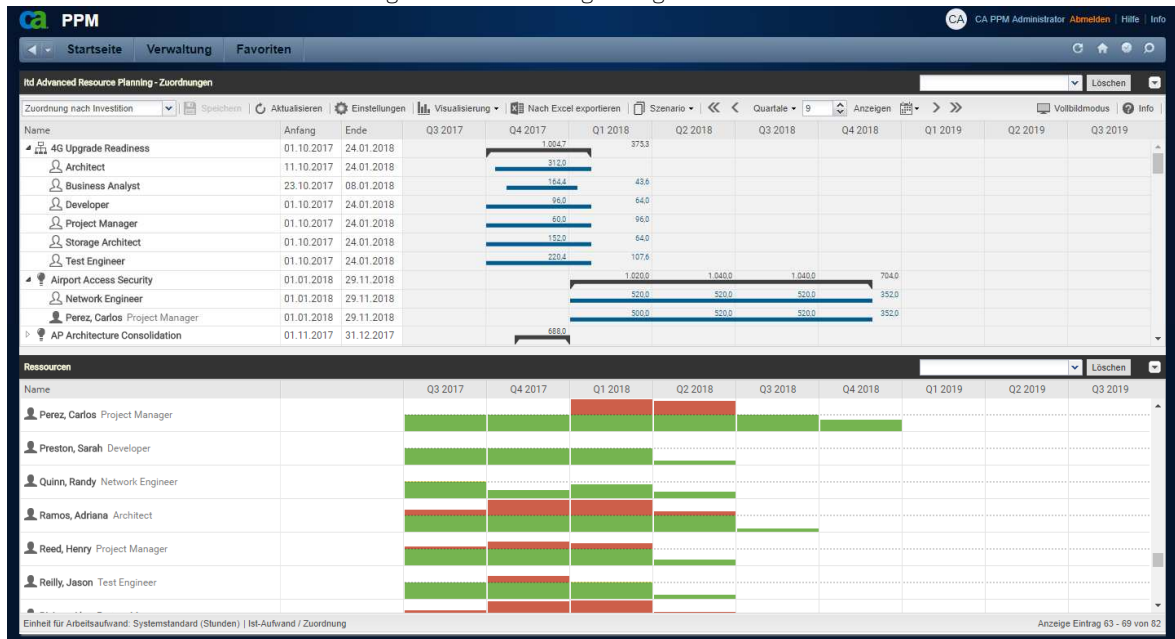 ca PPM
CA CA PPM Administrator Abmelden | Hilfe | Info
Startseite Verwaltung Favoriten
itd Advanced Resource Planning - Zuordnungen Löschen
Zuordnung nach Investition Speichern Aktualisieren Einstellungen Visualisierung Nach Excel exportieren Szenario Quartale 9 Anzeigen Vollbildmodus Info
Name Anfang Ende Q3 2017 Q4 2017 Q1 2018 Q2 2018 Q3 2018 Q4 2018 Q1 2019 Q2 2019 Q3 2019
4G Upgrade Readiness 01.10.2017 24.01.2018 1.004,7 375,3
Architect 11.10.2017 24.01.2018 312,0
Business Analyst 23.10.2017 08.01.2018 164,4 43,6
Developer 01.10.2017 24.01.2018 96,0 64,0
Project Manager 01.10.2017 24.01.2018 60,0 96,0
Storage Architect 01.10.2017 24.01.2018 152,0 64,0
Test Engineer 01.10.2017 24.01.2018 220,4 107,6
Airport Access Security 01.01.2018 29.11.2018 1.020,0 1.040,0 1.040,0 704,0
Network Engineer 01.01.2018 29.11.2018 520,0 520,0 520,0 352,0
Perez, Carlos Project Manager 01.01.2018 29.11.2018 500,0 520,0 520,0 352,0
AP Architecture Consolidation 01.11.2017 31.12.2017 688,0
Ressourcen Löschen
Name Q3 2017 Q4 2017 Q1 2018 Q2 2018 Q3 2018 Q4 2018 Q1 2019 Q2 2019 Q3 2019
Perez, Carlos Project Manager
Preston, Sarah Developer
Quinn, Randy Network Engineer
Ramos, Adriana Architect
Reed, Henry Project Manager
Reilly, Jason Test Engineer
Einheit für Arbeitsaufwand: Systemstandard (Stunden) | Ist-Aufwand / Zuordnung Anzeige Eintrag 63 - 69 von 82